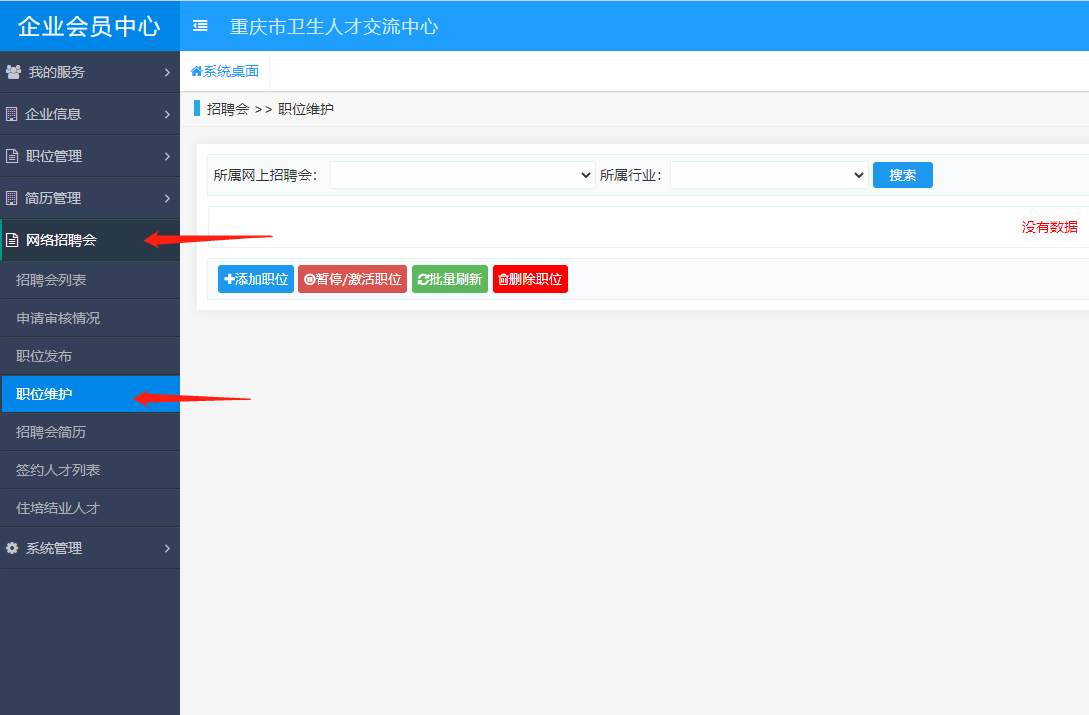 企业会员中心
重庆市卫生人才交流中心
我的服务
企业信息
职位管理
简历管理
网络招聘会
招聘会列表
申请审核情况
职位发布
职位维护
招聘会简历
签约人才列表
住培结业人才
系统管理
系统桌面
招聘会 >> 职位维护
所属网上招聘会： 所属行业： 搜索
没有数据
添加职位 暂停/激活职位 批量刷新 删除职位